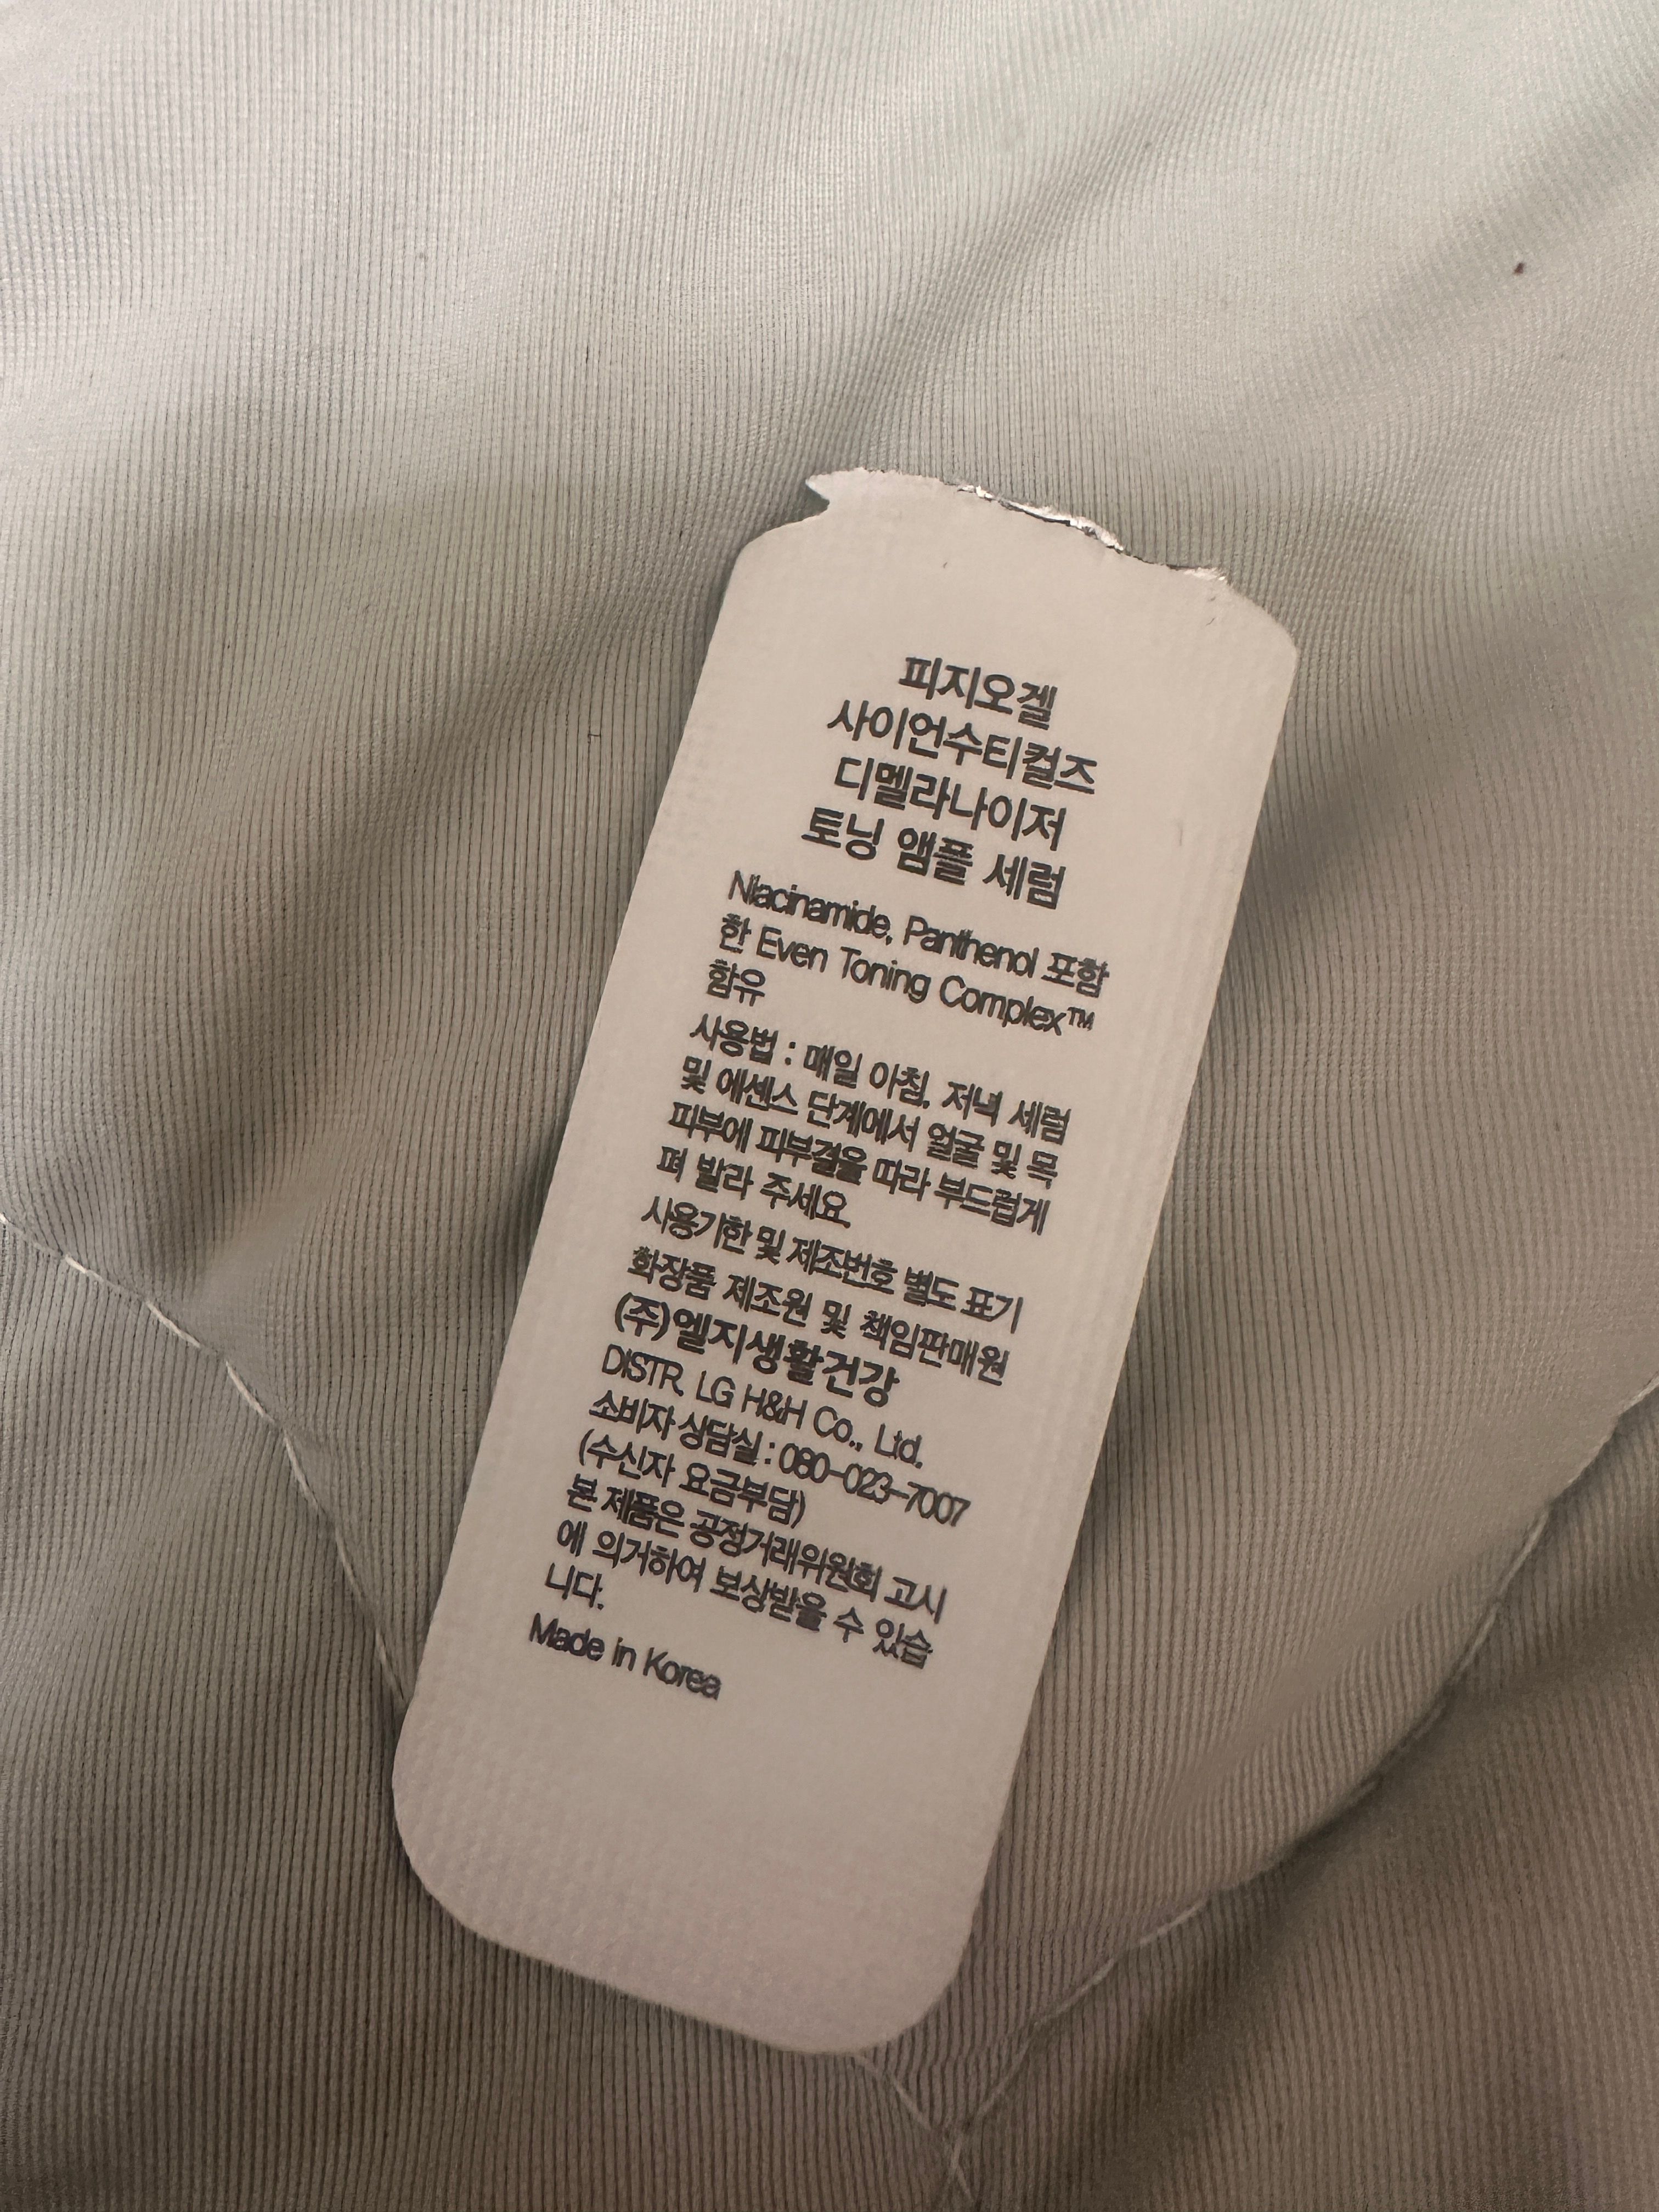 피지오겔
사이언수티컬즈
디멜라나이저
토닝 앰플 세럼
Niacinamide, Panthenol 포함
한 Even Toning Complex™
함유
사용법 : 매일 아침, 저녁 세럼
및 에센스 단계에서 얼굴 및 목
피부에 피부결을 따라 부드럽게
펴 발라 주세요.
사용기한 및 제조번호 별도 표기
화장품 제조원 및 책임판매원
(주)엘지생활건강
DISTR. LG H&H Co., Ltd.
소비자 상담실 : 080-023-7007
(수신자 요금부담)
본 제품은 공정거래위원회 고시
에 의거하여 보상받을 수 있습
니다.
Made in Korea